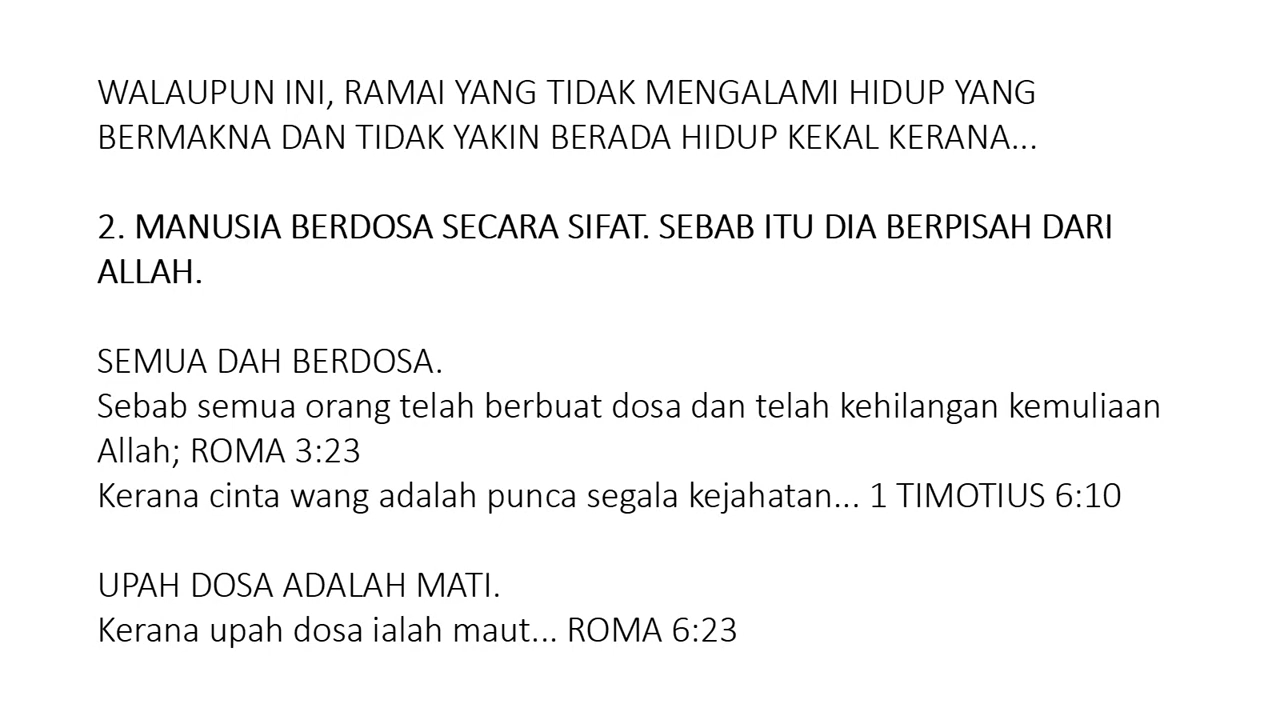 WALAUPUN INI, RAMAI YANG TIDAK MENGALAMI HIDUP YANG
BERMAKNA DAN TIDAK YAKIN BERADA HIDUP KEKAL KERANA...
2. MANUSIA BERDOSA SECARA SIFAT. SEBAB ITU DIA BERPISAH DARI
ALLAH.
SEMUA DAH BERDOSA.
Sebab semua orang telah berbuat dosa dan telah kehilangan kemuliaan
Allah; ROMA 3:23
Kerana cinta wang adalah punca segala kejahatan... 1 TIMOTIUS 6:10
UPAH DOSA ADALAH MATI.
Kerana upah dosa ialah maut... ROMA 6:23